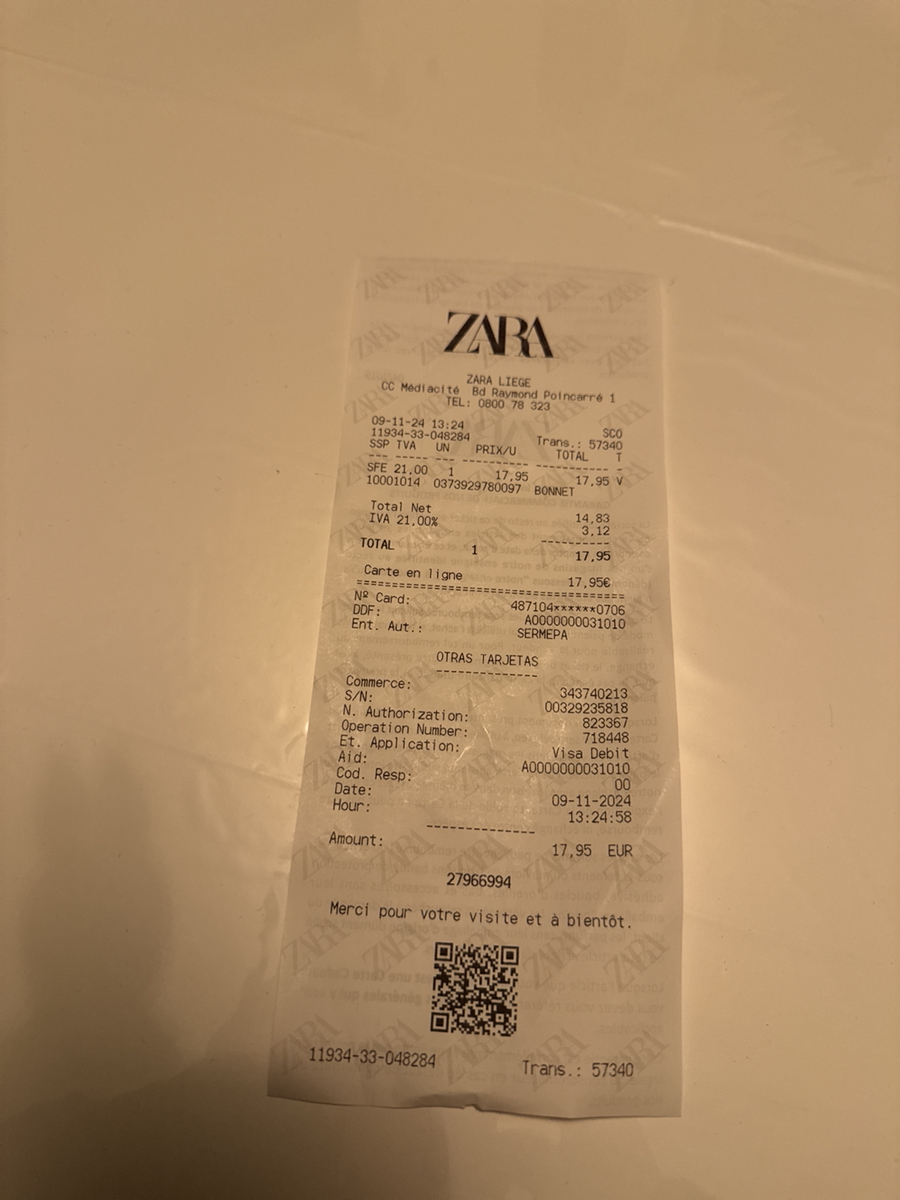 ZARA
ZARA LIEGE
CC Médiacité Bd Raymond Poincarré 1
TEL: 0800 78 323
09-11-24 13:24 SCO
11934-33-048284 Trans.: 57340
SSP TVA UN PRIX/U TOTAL T
SFE 21,00 1 17,95 17,95 V
10001014 0373929780097 BONNET
Total Net 14,83
IVA 21.00% 3,12
TOTAL 1 17,95
Carte en ligne 17,95€
Nº Card: 487104******0706
DDF: A0000000031010
Ent. Aut.: SERMEPA
OTRAS TARJETAS
Commerce: 343740213
S/N: 00329235818
N. Authorization: 823367
Operation Number: 718448
Et. Application: Visa Debit
Aid: A0000000031010
Cod. Resp: 00
Date: 09-11-2024
Hour: 13:24:58
Amount: 17,95 EUR
27966994
Merci pour votre visite et à bientôt.
11934-33-048284 Trans.: 57340